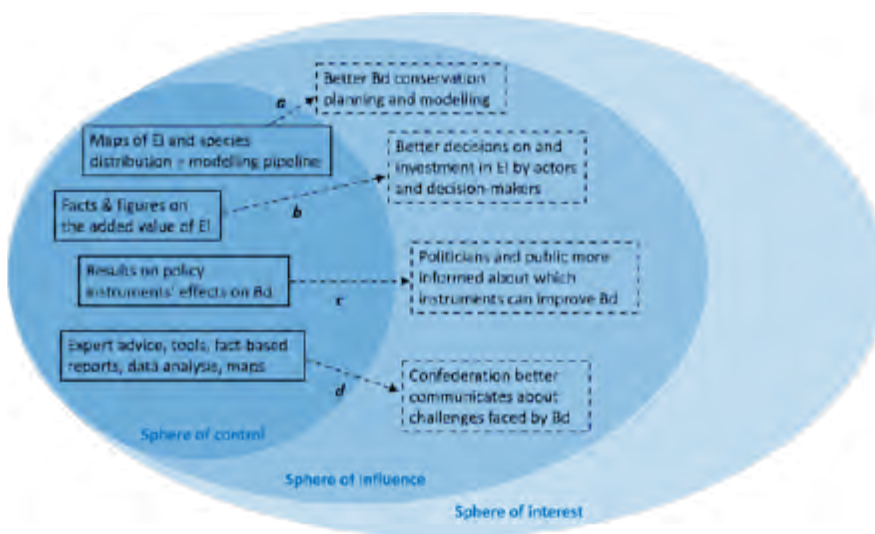 Better Bd conservation
planning and modelling
a
Maps of EI and species
distribution + modelling pipeline
Better decisions on and
investment in EI by actors
and decision-makers
Facts & figures on
the added value of EI
b
Politicians and public more
informed about which
instruments can improve Bd
Results on policy
instruments' effects on Bd
c
Expert advice, tools, fact-based
reports, data analysis, maps
d
Confederation better
communicates about
challenges faced by Bd
Sphere of control
Sphere of influence
Sphere of interest